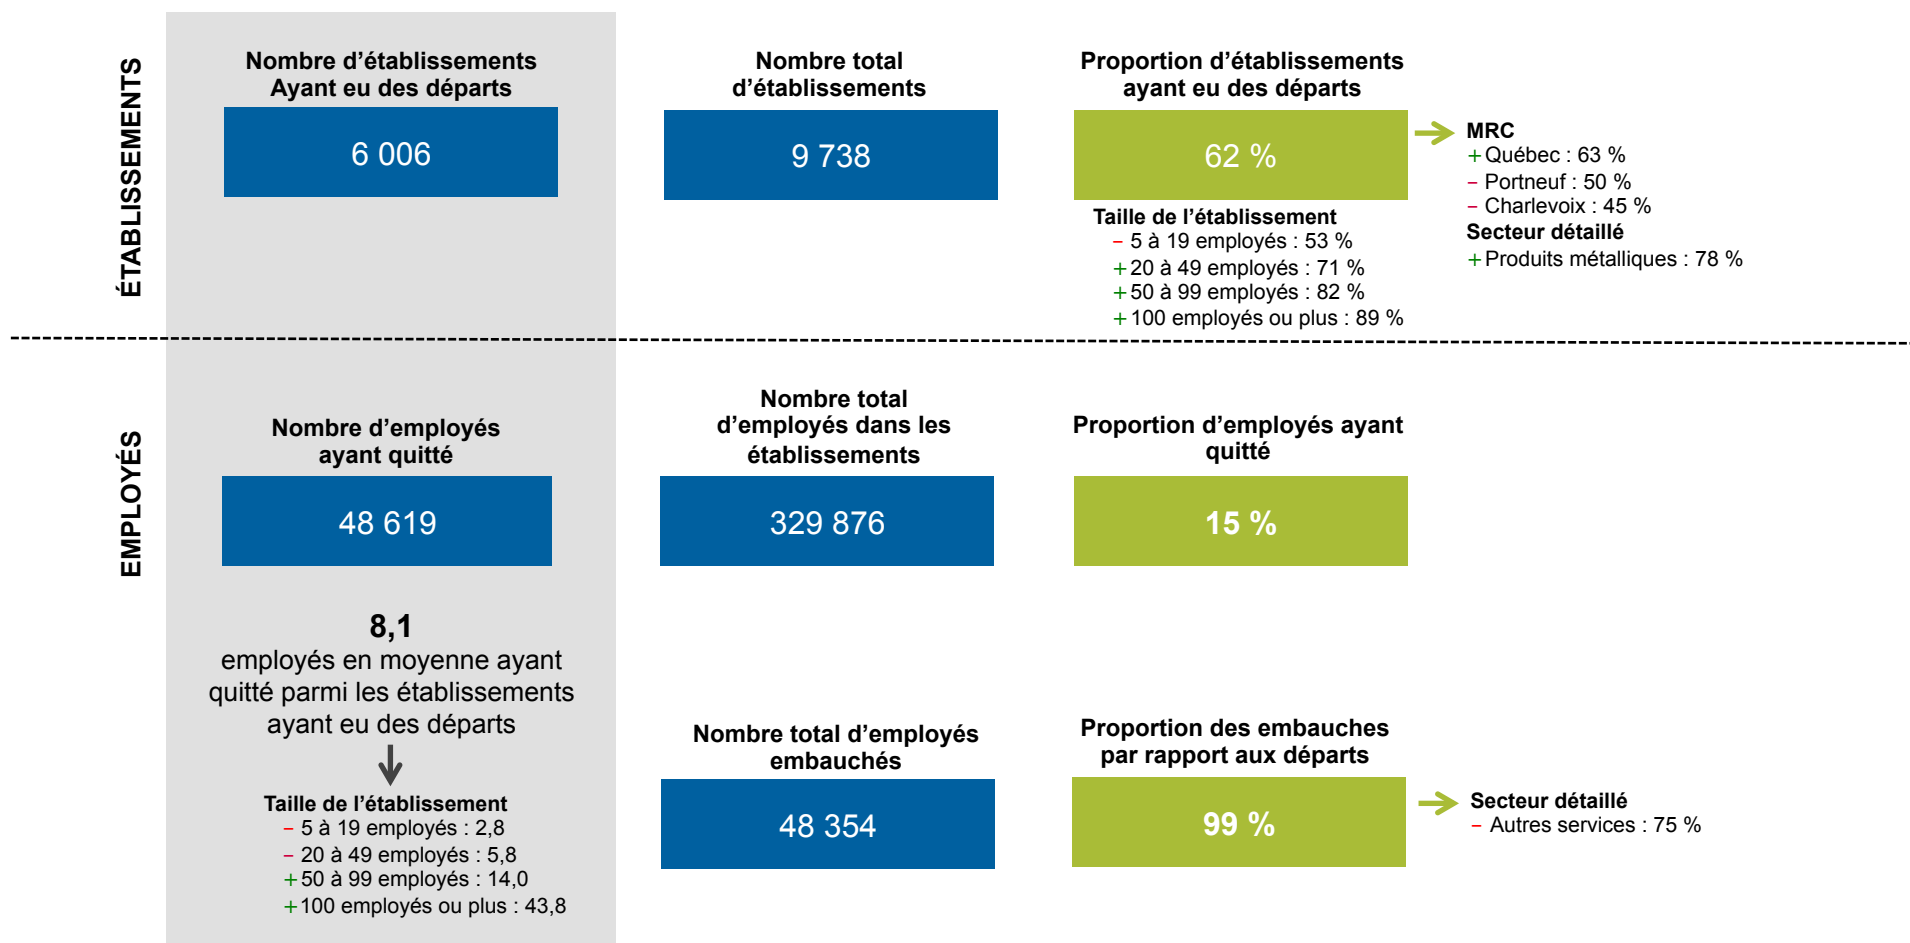 ÉTABLISSEMENTS
Nombre d’établissements
Ayant eu des départs
6 006
Nombre total
d’établissements
9 738
Proportion d’établissements
ayant eu des départs
62 %
Taille de l’établissement
– 5 à 19 employés : 53 %
+ 20 à 49 employés : 71 %
+ 50 à 99 employés : 82 %
+ 100 employés ou plus : 89 %
MRC
+ Québec : 63 %
– Portneuf : 50 %
– Charlevoix : 45 %
Secteur détaillé
+ Produits métalliques : 78 %
EMPLOYÉS
Nombre d’employés
ayant quitté
48 619
8,1
employés en moyenne ayant
quitté parmi les établissements
ayant eu des départs
Taille de l’établissement
– 5 à 19 employés : 2,8
– 20 à 49 employés : 5,8
+ 50 à 99 employés : 14,0
+ 100 employés ou plus : 43,8
Nombre total
d’employés dans les
établissements
329 876
Proportion d’employés ayant
quitté
15 %
Nombre total d’employés
embauchés
48 354
Proportion des embauches
par rapport aux départs
99 %
Secteur détaillé
– Autres services : 75 %